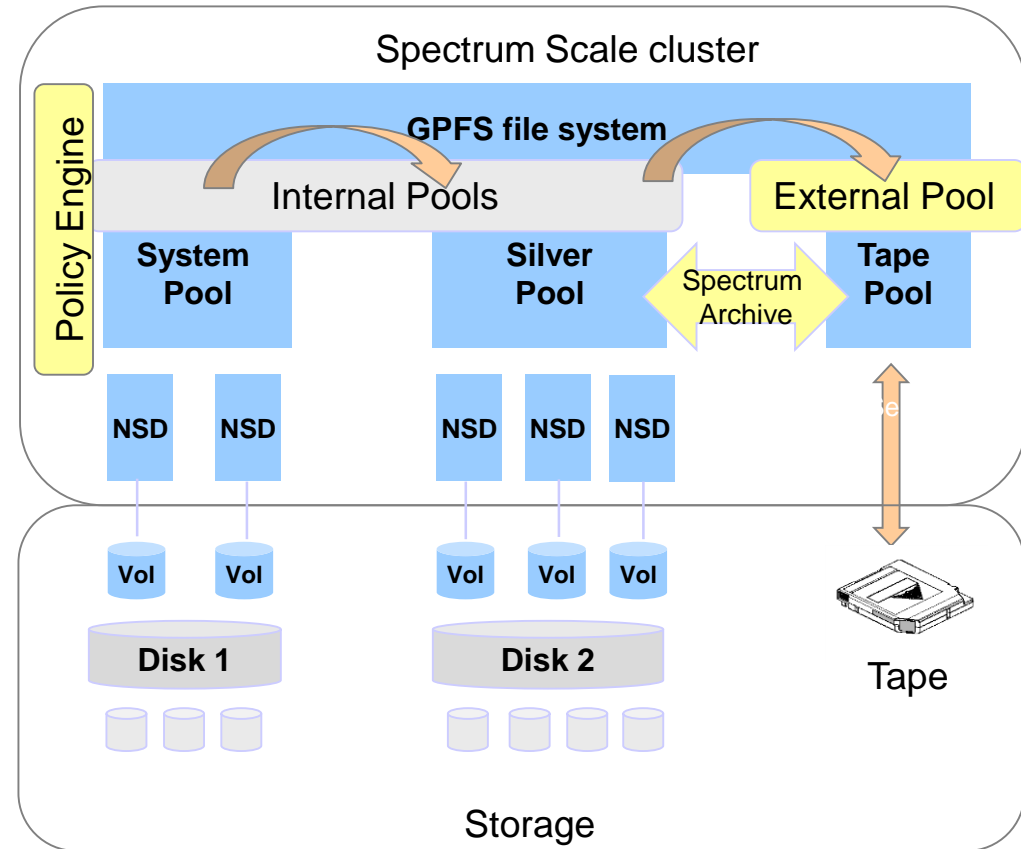 Spectrum Scale cluster
Policy Engine
GPFS file system
Internal Pools
External Pool
System
Pool
Silver
Pool
Spectrum
Archive
Tape
Pool
NSD
NSD
NSD
NSD
NSD
Vol
Vol
Vol
Vol
Vol
Disk 1
Disk 2
Tape
Storage